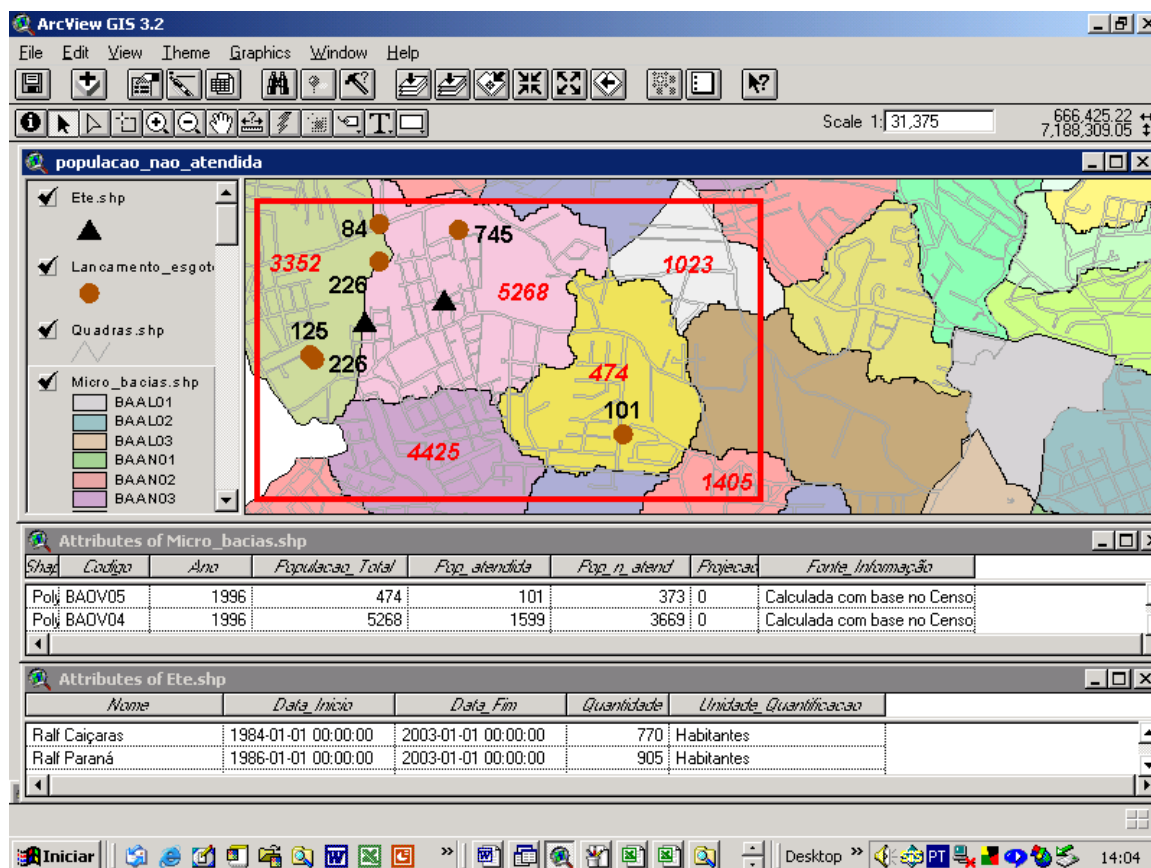 ArcView GIS 3.2
File Edit View Theme Graphics Window Help
Scale 1: 31,375
666,425.22
7,188,309.05
populacao_nao_atendida
Ete.shp
Lancamento_esgoto
Quadras.shp
Micro_bacias.shp
BAAL01
BAAL02
BAAL03
BAAN01
BAAN02
BAAN03
84
745
3352
1023
226
5268
125
226
474
101
4425
1405
Attributes of Micro_bacias.shp
Shap Codigo Ano Populacao_Total Pop_atendida Pop_n_atend Projecao Fonte_Informação
Poly BAOV05 1996 474 101 373 0 Calculada com base no Censo
Poly BAOV04 1996 5268 1599 3669 0 Calculada com base no Censo
Attributes of Ete.shp
Nome Data_Inicio Data_Fim Quantidade Unidade_Quantificacao
Ralf Caiçaras 1984-01-01 00:00:00 2003-01-01 00:00:00 770 Habitantes
Ralf Paraná 1986-01-01 00:00:00 2003-01-01 00:00:00 905 Habitantes
Iniciar » Desktop » PT 14:04